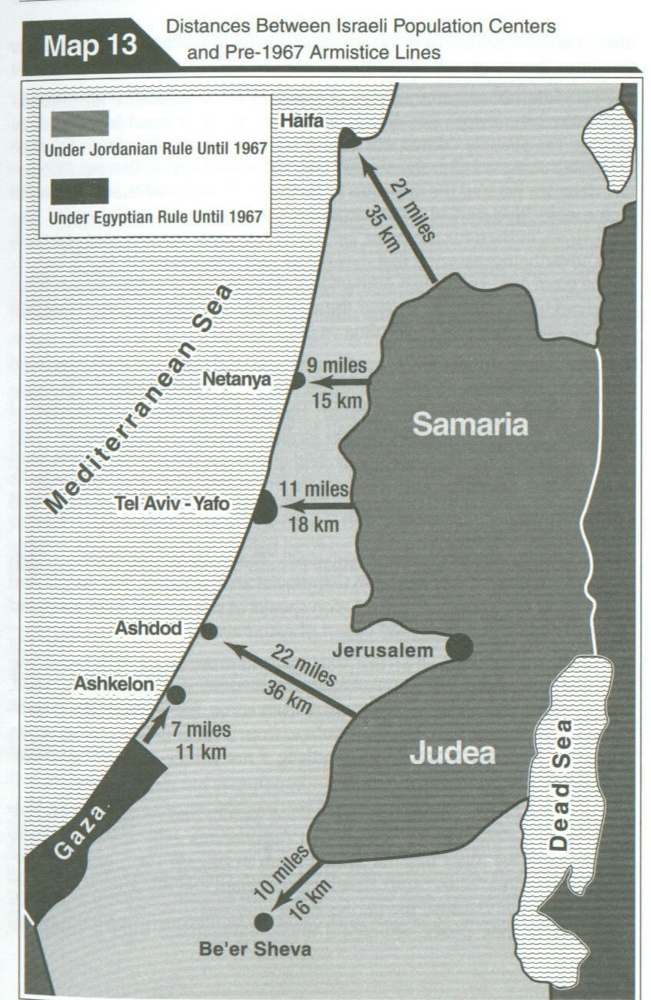 Map 13
Distances Between Israeli Population Centers
and Pre-1967 Armistice Lines
Under Jordanian Rule Until 1967
Under Egyptian Rule Until 1967
Haifa
21 miles
35 km
Mediterranean Sea
Netanya
9 miles
15 km
Samaria
Tel Aviv - Yafo
11 miles
18 km
Ashdod
Jerusalem
22 miles
36 km
Ashkelon
7 miles
11 km
Judea
Dead Sea
Gaza
10 miles
16 km
Be'er Sheva